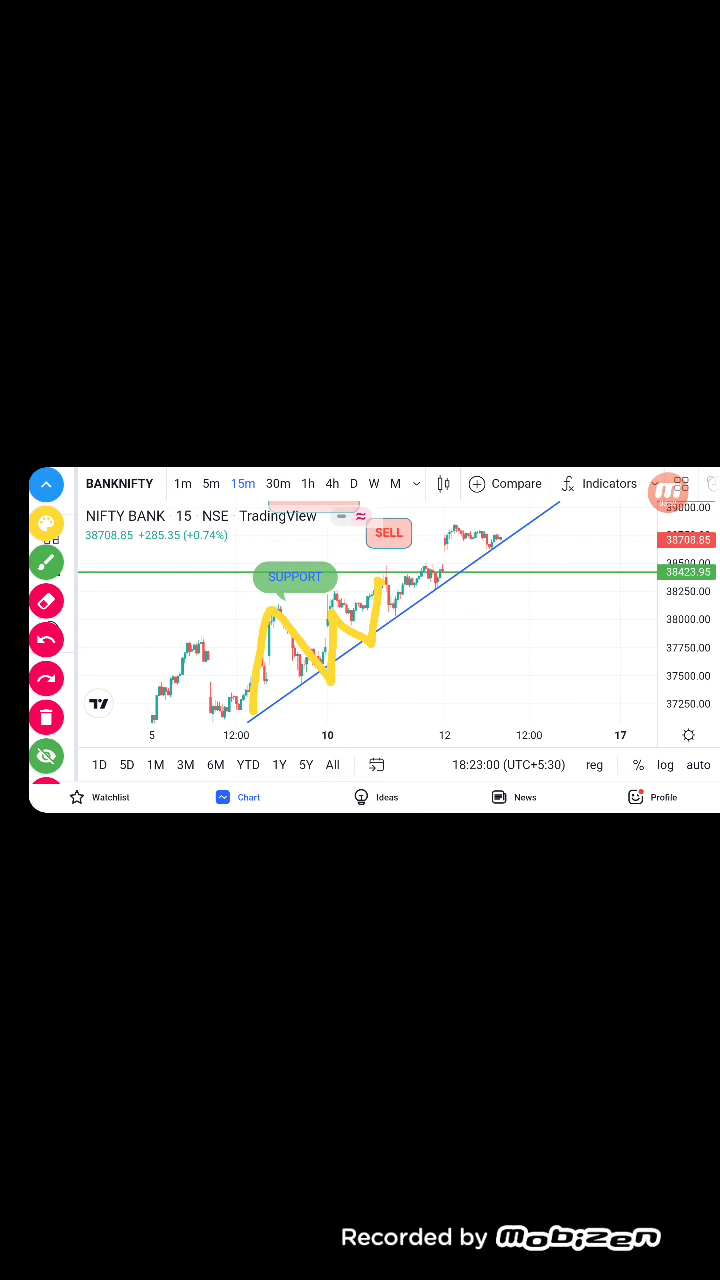 BANKNIFTY 1m 5m 15m 30m 1h 4h D W M Compare Indicators
NIFTY BANK · 15 · NSE · TradingView
38708.85 +285.35 (+0.74%)
SELL
SUPPORT
39000.00
38708.85
38500.00
38423.95
38250.00
38000.00
37750.00
37500.00
37250.00
5 12:00 10 12 12:00 17
1D 5D 1M 3M 6M YTD 1Y 5Y All 18:23:00 (UTC+5:30) reg % log auto
Watchlist Chart Ideas News Profile
Recorded by mobizen